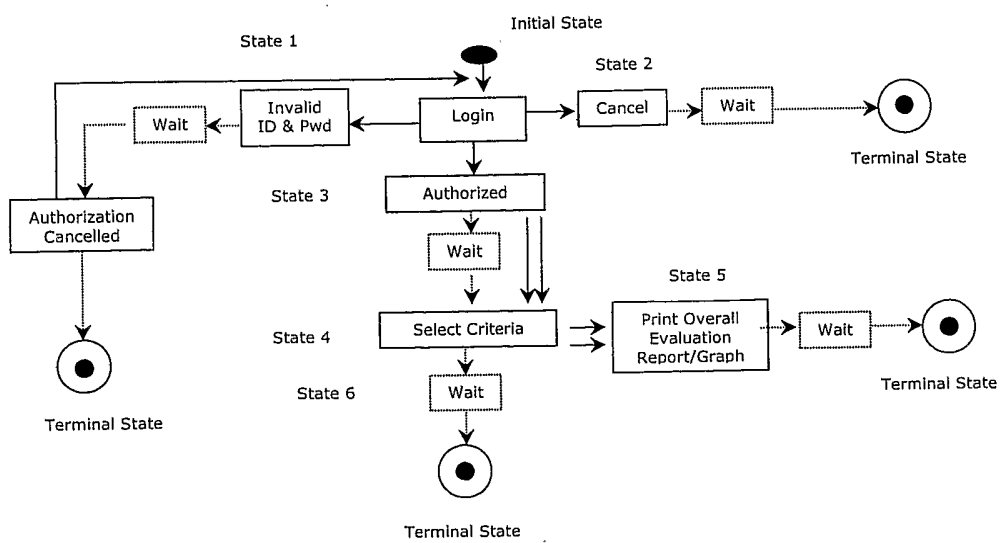 Initial State
State 1
State 2
Invalid
ID & Pwd
Wait
Login
Cancel
Wait
Terminal State
State 3
Authorized
Authorization
Cancelled
Wait
State 5
State 4
Select Criteria
Print Overall
Evaluation
Report/Graph
Wait
Terminal State
State 6
Wait
Terminal State
Terminal State